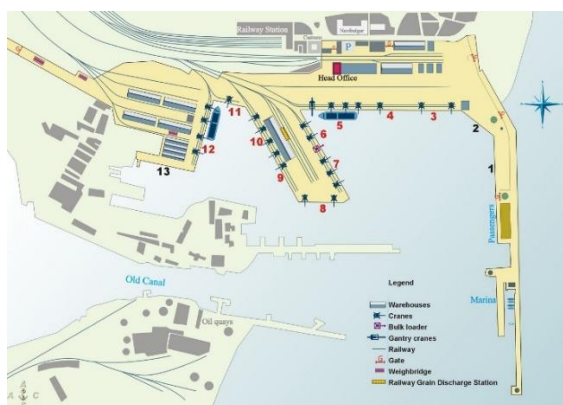 Railway Station
P
G
Head Office
G
11
6
5
4
3
10
2
12
7
13
9
1
8
G
Passengers
Old Canal
Marina
Oil quays
Legend
Warehouses
Cranes
Bulk loader
Gantry cranes
Railway
G Gate
Weighbridge
Railway Grain Discharge Station
A C